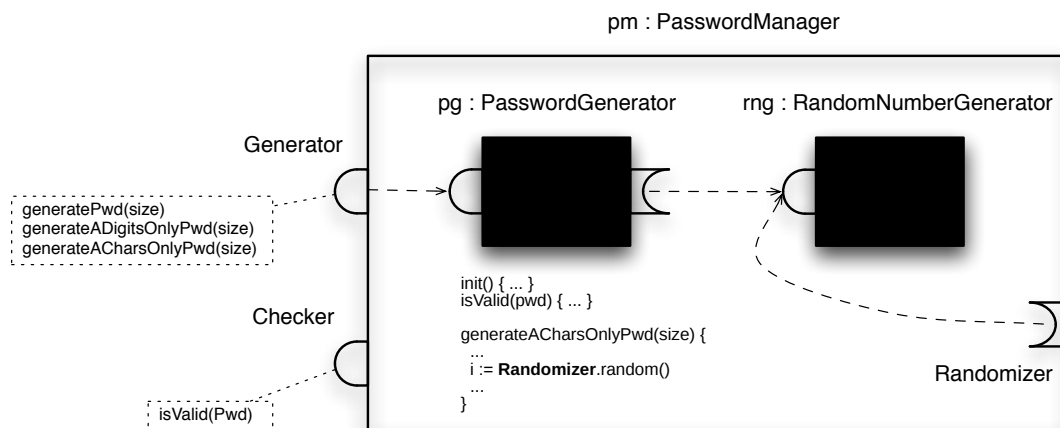 pm : PasswordManager
pg : PasswordGenerator
rng : RandomNumberGenerator
Generator
generatePwd(size)
generateADigitsOnlyPwd(size)
generateACharsOnlyPwd(size)
init() { ... }
isValid(pwd) { ... }
Checker
generateACharsOnlyPwd(size) {
...
i := Randomizer.random()
...
}
Randomizer
isValid(Pwd)